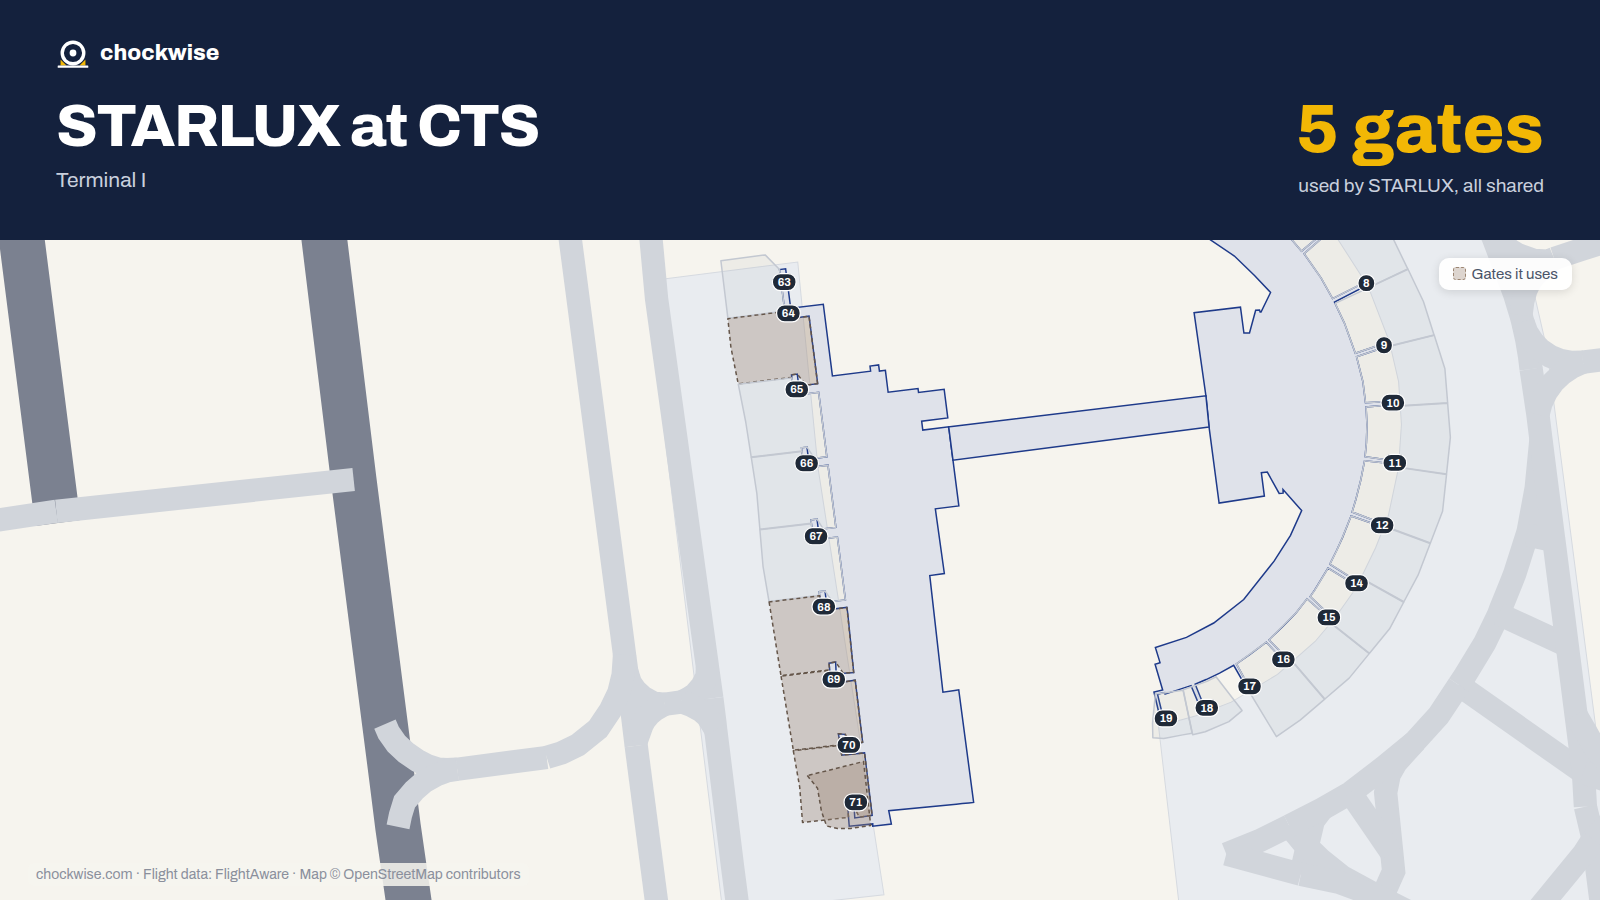 chockwise
STARLUX at CTS
Terminal I
5 gates
used by STARLUX, all shared
Gates it uses
63
64
65
66
67
68
69
70
71
8
9
10
11
12
14
15
16
17
18
19
chockwise.com · Flight data: FlightAware · Map © OpenStreetMap contributors